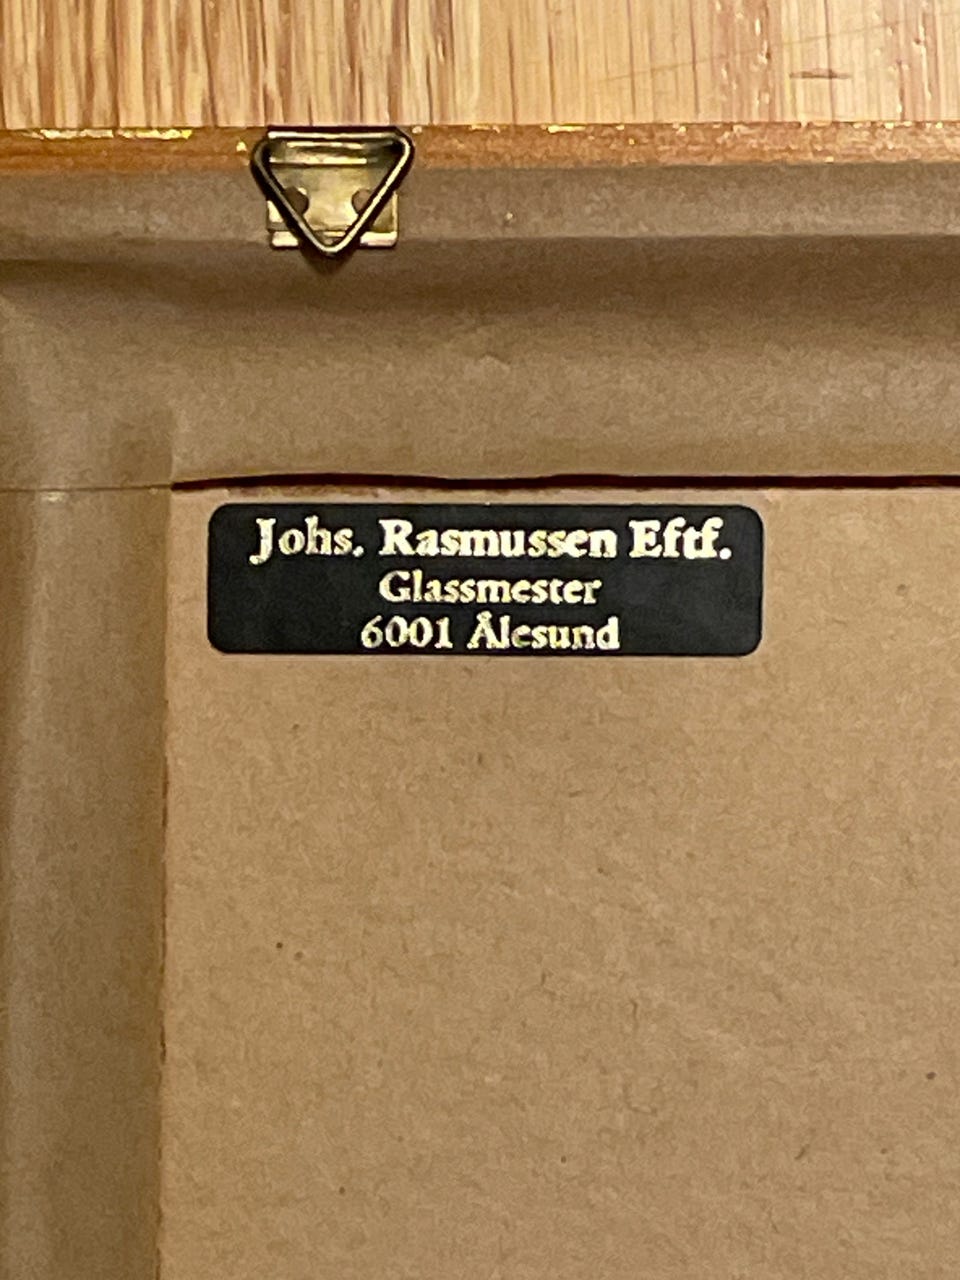 Johs. Rasmussen Eftf.
Glassmester
6001 Ålesund